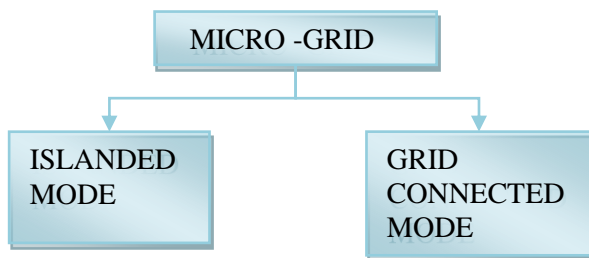 MICRO -GRID
ISLANDED
MODE
GRID
CONNECTED
MODE